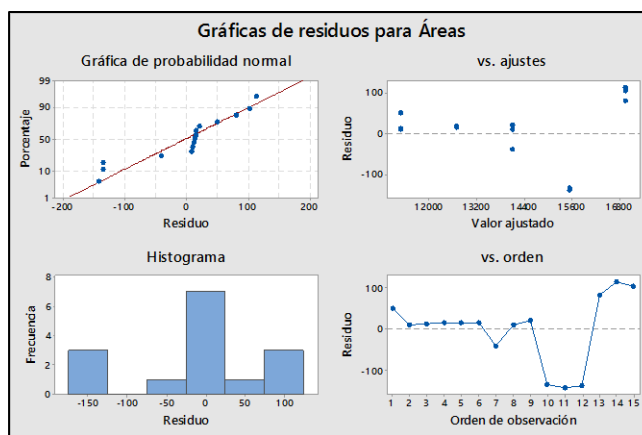 Gráficas de residuos para Áreas
Gráfica de probabilidad normal
99
90
50
10
1
Porcentaje
-200 -100 0 100 200
Residuo
vs. ajustes
100
0
-100
Residuo
12000 13200 14400 15600 16800
Valor ajustado
Histograma
8
6
4
2
0
Frecuencia
-150 -100 -50 0 50 100
Residuo
vs. orden
100
0
-100
Residuo
1 2 3 4 5 6 7 8 9 10 11 12 13 14 15
Orden de observación